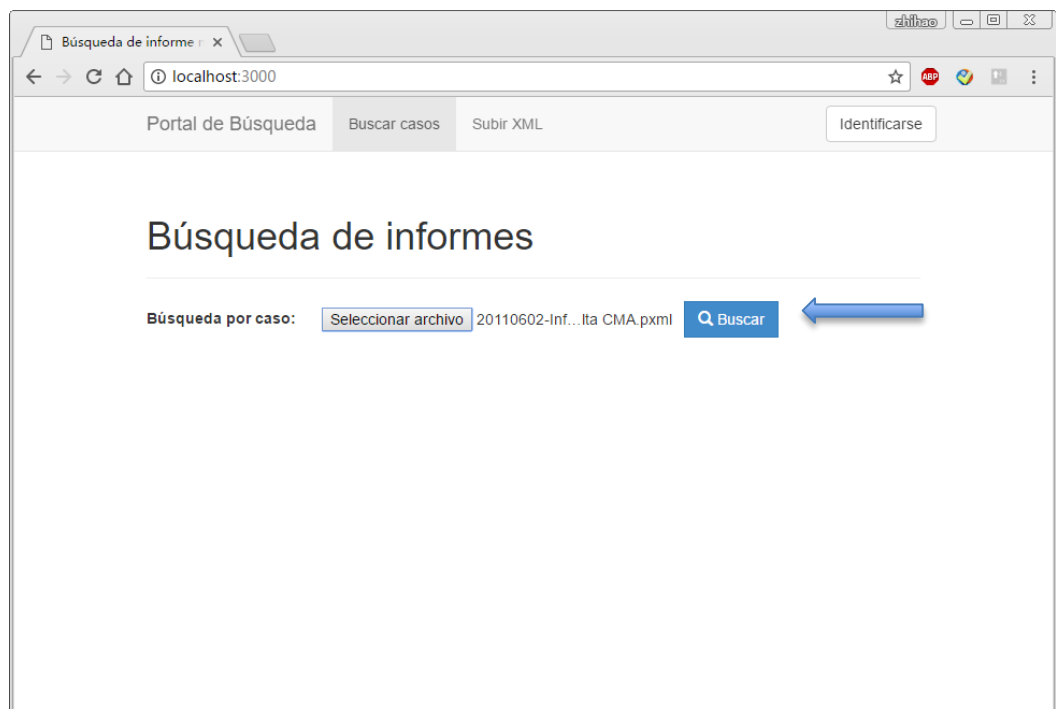 zhihao
Búsqueda de informe r
localhost:3000
ABP
Portal de Búsqueda Buscar casos Subir XML Identificarse
Búsqueda de informes
Búsqueda por caso: Seleccionar archivo 20110602-Inf...lta CMA.pxml Buscar